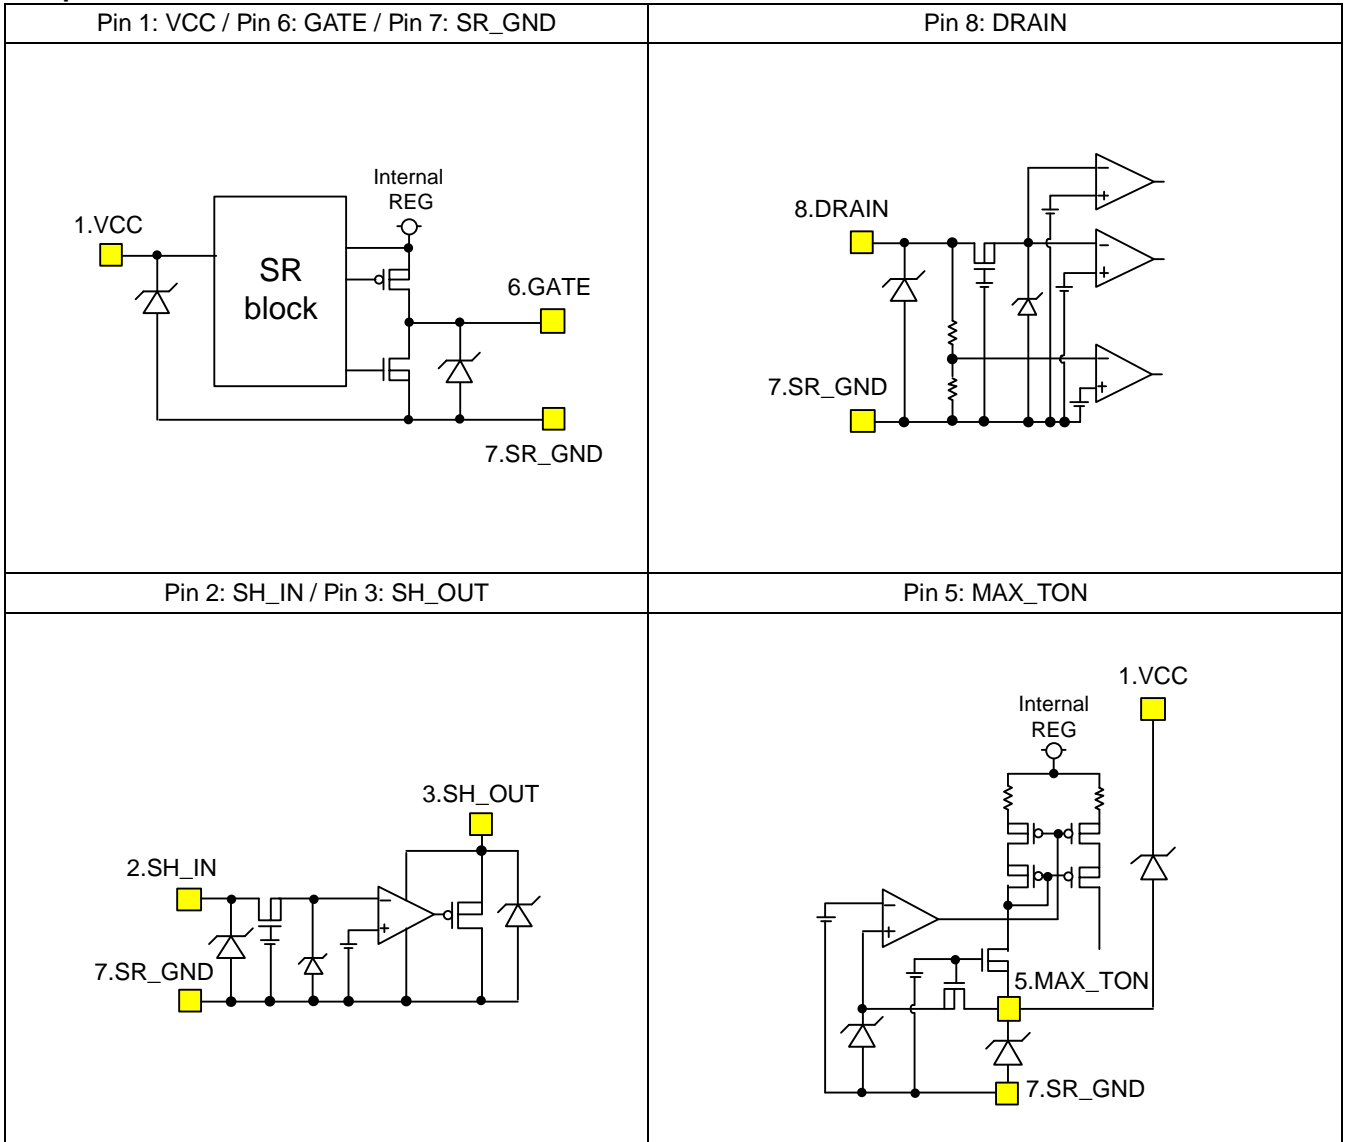 Pin 1: VCC / Pin 6: GATE / Pin 7: SR_GND
Pin 8: DRAIN
1.VCC
SR
block
Internal
REG
6.GATE
7.SR_GND
8.DRAIN
7.SR_GND
Pin 2: SH_IN / Pin 3: SH_OUT
Pin 5: MAX_TON
3.SH_OUT
2.SH_IN
7.SR_GND
1.VCC
Internal
REG
5.MAX_TON
7.SR_GND